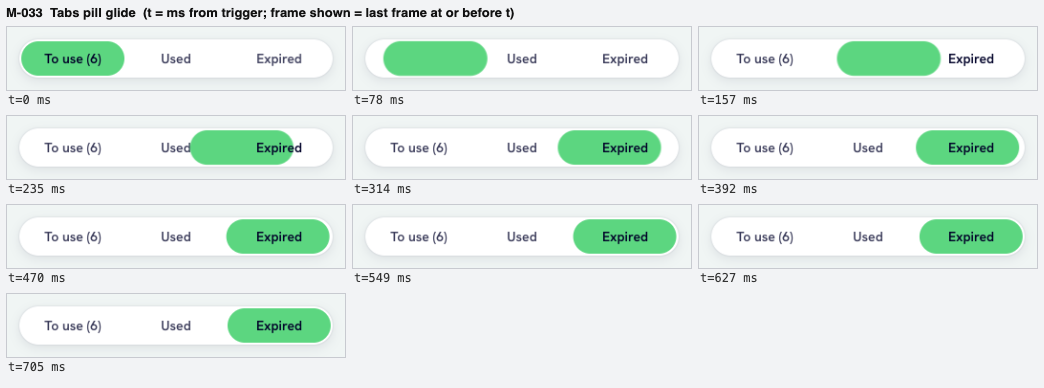 M-033 Tabs pill glide (t = ms from trigger; frame shown = last frame at or before t)
To use (6) Used Expired
t=0 ms
Used Expired
t=78 ms
To use (6) Expired
t=157 ms
To use (6) Used Expired
t=235 ms
To use (6) Used Expired
t=314 ms
To use (6) Used Expired
t=392 ms
To use (6) Used Expired
t=470 ms
To use (6) Used Expired
t=549 ms
To use (6) Used Expired
t=627 ms
To use (6) Used Expired
t=705 ms